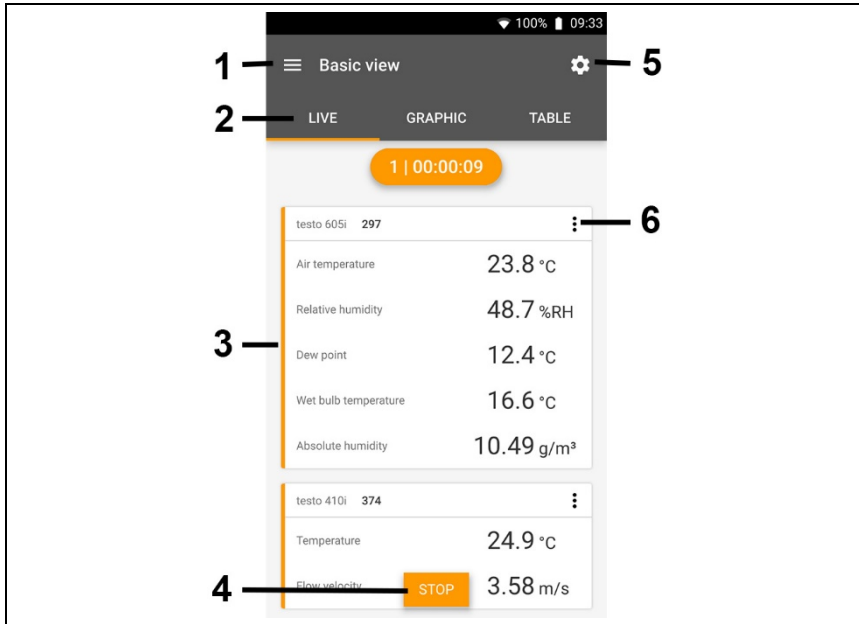 100% 09:33
1 Basic view 5
2 LIVE GRAPHIC TABLE
1 | 00:00:09
testo 605i 297 6
Air temperature 23.8 °C
Relative humidity 48.7 %RH
3 Dew point 12.4 °C
Wet bulb temperature 16.6 °C
Absolute humidity 10.49 g/m³
testo 410i 374
Temperature 24.9 °C
4 Flow velocity STOP 3.58 m/s